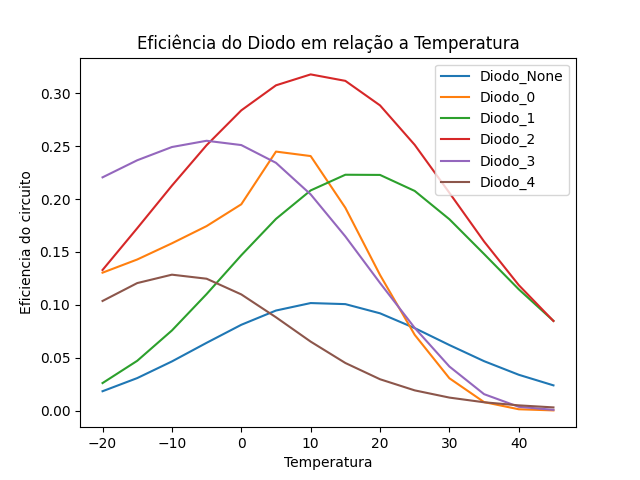 Eficiência do Diodo em relação a Temperatura
Eficiencia do circuito
0.30
0.25
0.20
0.15
0.10
0.05
0.00
Diodo_None
Diodo_0
Diodo_1
Diodo_2
Diodo_3
Diodo_4
−20
−10
0
10
20
30
40
Temperatura